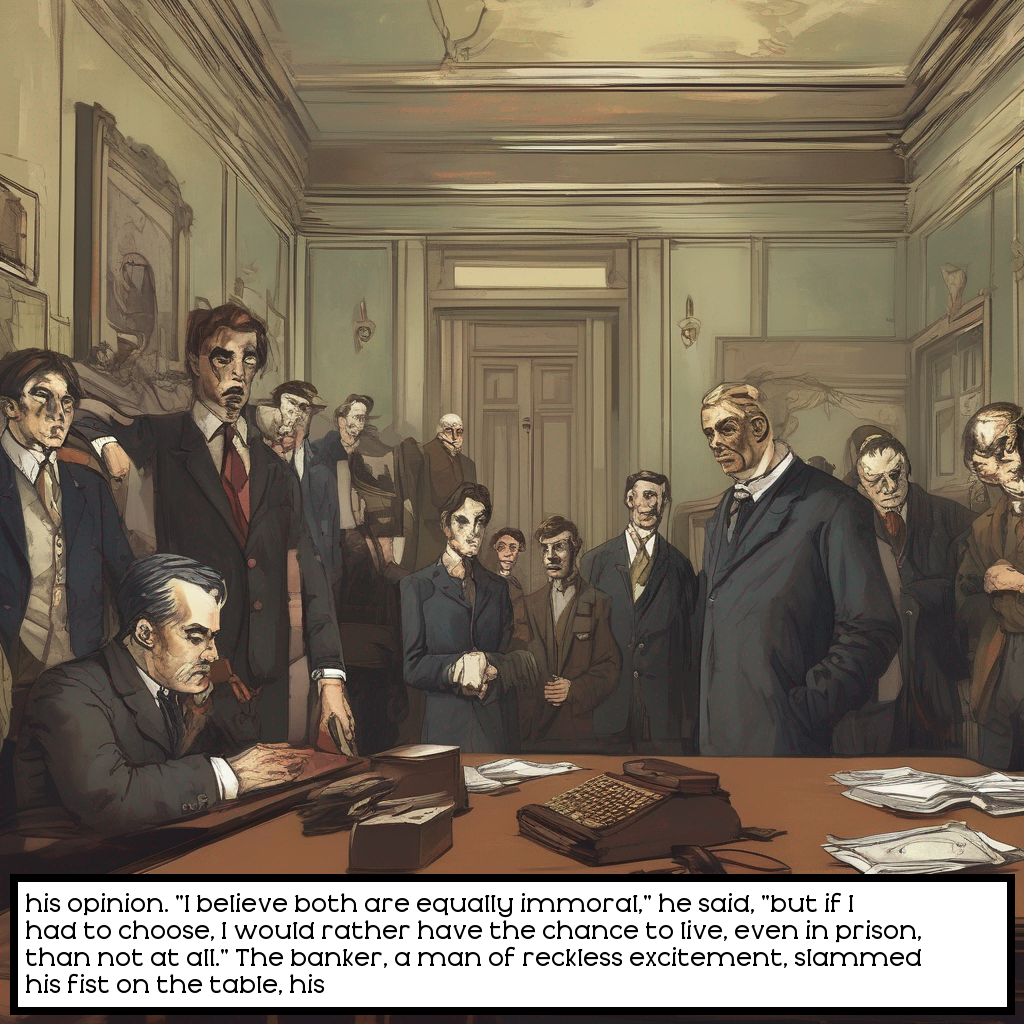 his opinion. "I believe both are equally immoral," he said, "but if I
had to choose, I would rather have the chance to live, even in prison,
than not at all." The banker, a man of reckless excitement, slammed
his fist on the table, his